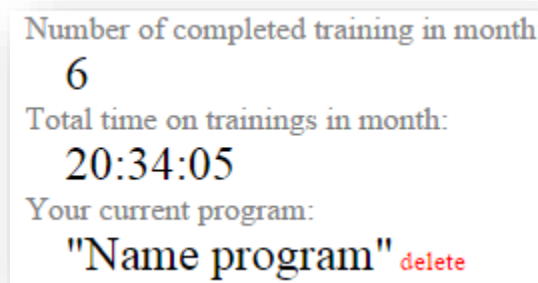 Number of completed training in month
6
Total time on trainings in month:
20:34:05
Your current program:
"Name program" delete